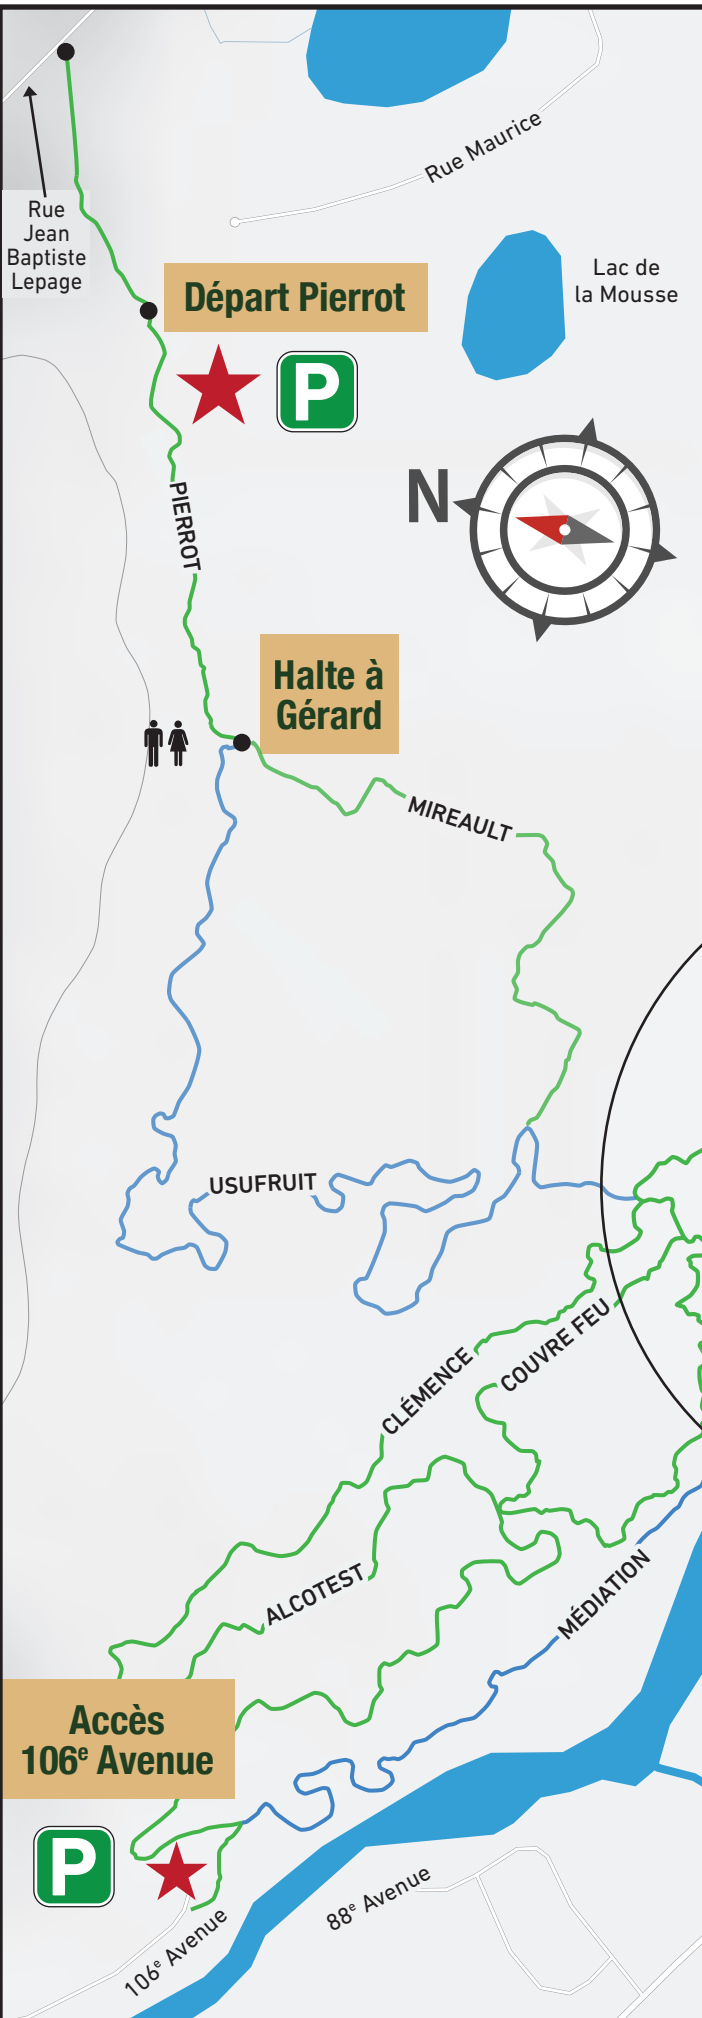 Rue Maurice
Rue
Jean
Baptiste
Lepage
Départ Pierrot
Lac de
la Mousse
P
N
PIERROT
Halte à
Gérard
MIREAULT
USUFRUIT
CLÉMENCE
COUVRE FEU
ALCOTEST
MÉDIATION
Accès
106e Avenue
P
88e Avenue
106e Avenue